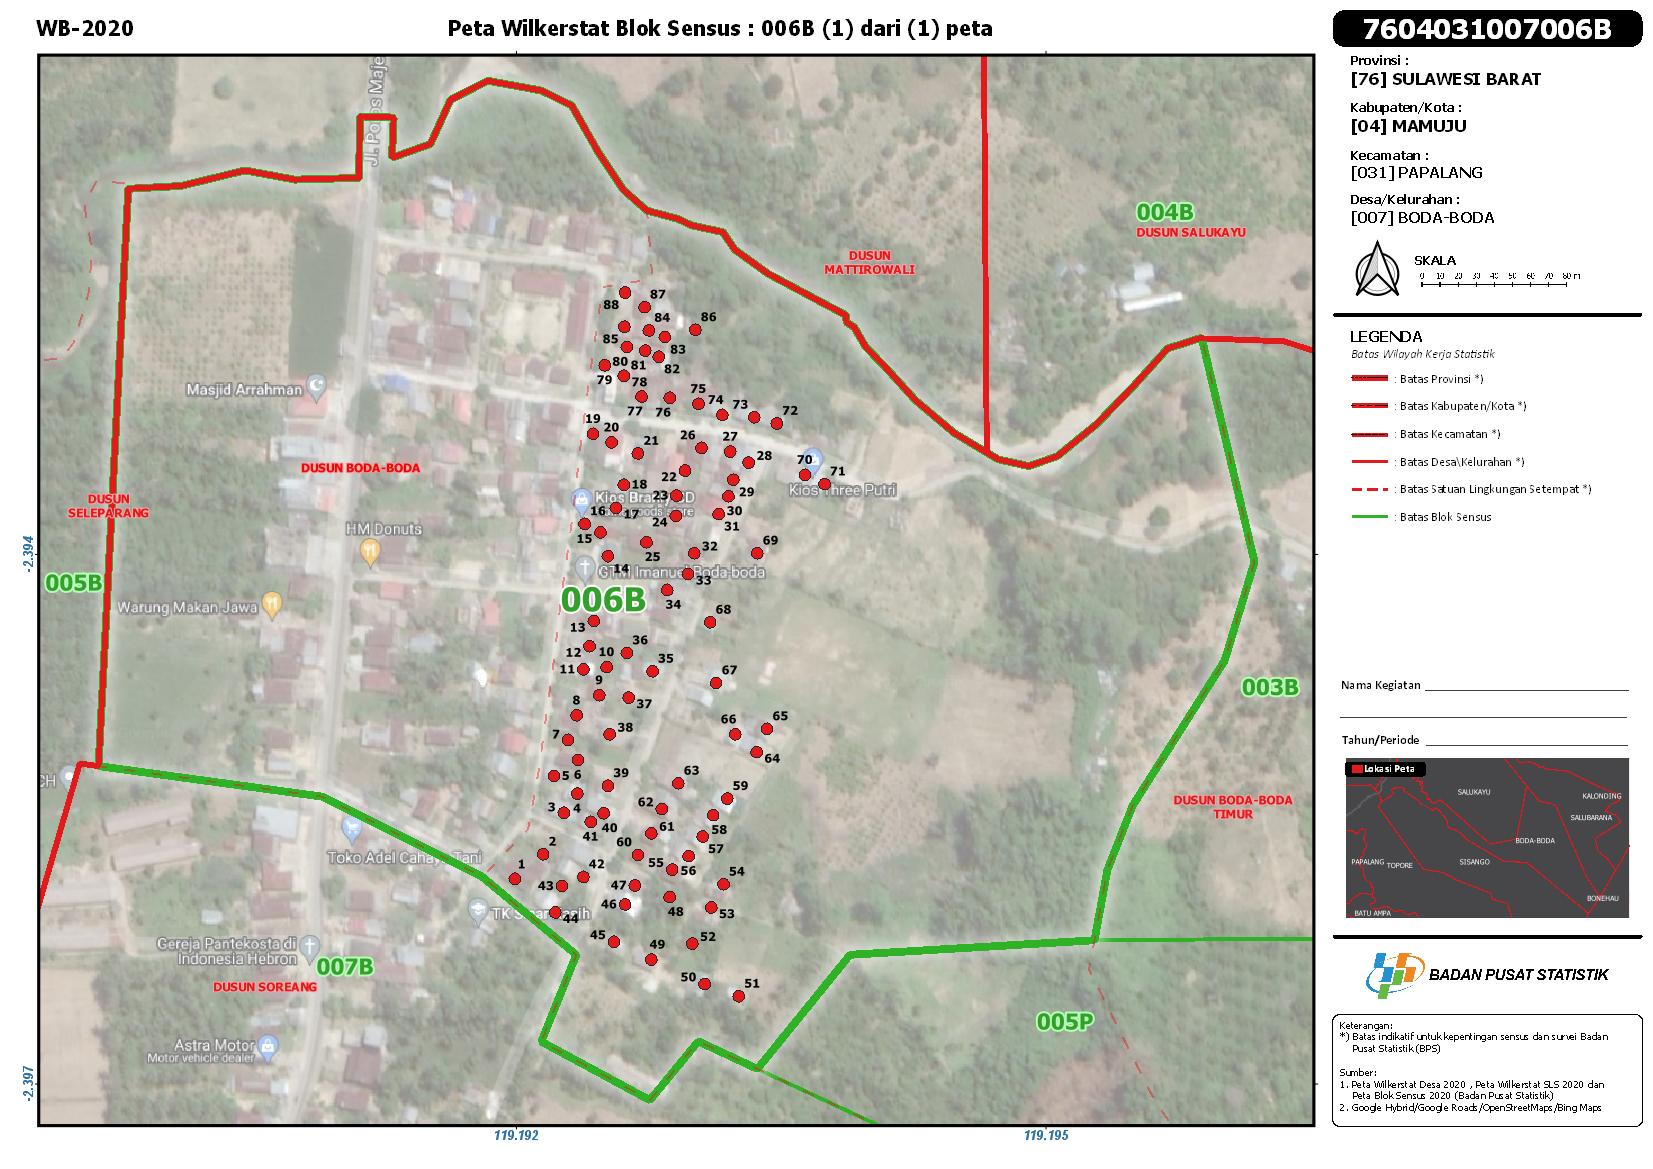 WB-2020
Peta Wilkerstat Blok Sensus : 006B (1) dari (1) peta
7604031007006B
Provinsi :
[76] SULAWESI BARAT
Kabupaten/Kota :
[04] MAMUJU
Kecamatan :
[031] PAPALANG
Desa/Kelurahan :
[007] BODA-BODA
SKALA
0 10 20 30 40 50 60 70 80 m
LEGENDA
Batas Wilayah Kerja Statistik
: Batas Provinsi *)
: Batas Kabupaten/Kota *)
: Batas Kecamatan *)
: Batas Desa\Kelurahan *)
: Batas Satuan Lingkungan Setempat *)
: Batas Blok Sensus
Nama Kegiatan
Tahun/Periode
Lokasi Peta
SALUKAYU
KALONDING
SALUBARANA
BODA-BODA
PAPALANG
TOPORE
SISANGO
BONEHAU
BATU AMPA
BADAN PUSAT STATISTIK
Keterangan:
*) Batas indikatif untuk kepentingan sensus dan survei Badan
Pusat Statistik (BPS)
Sumber:
1. Peta Wilkerstat Desa 2020 , Peta Wilkerstat SLS 2020 dan
Peta Blok Sensus 2020 (Badan Pusat Statistik)
2. Google Hybrid/Google Roads/OpenStreetMaps/Bing Maps
004B
DUSUN SALUKAYU
DUSUN
MATTIROWALI
Masjid Arrahman
DUSUN BODA-BODA
DUSUN
SELEPARANG
HM Donuts
005B
Warung Makan Jawa
Kios Three Putri
GTM Imanuel Boda-boda
006B
003B
CH
DUSUN BODA-BODA
TIMUR
Toko Adel Cahaya Tani
Gereja Pantekosta di
Indonesia Hebron
007B
DUSUN SOREANG
005P
Astra Motor
Motor vehicle dealer
88 87
84 86
85 83
80 81 82
79 78
77 76 75 74 73 72
19 20 21 26 27 28
70 71
18 22 23 29
16 17 24 30 31
15 14 25 32 69
33 34
13 68
12 10 36
11 35
9 37 67
8
7 38 66 65
64
5 6 39 63 59
3 4 62
41 40 61 58
2 60 57
1 42 55 56 54
43 47
44 46 48 53
45 49 52
50 51
-2.394
-2.397
119.192
119.195